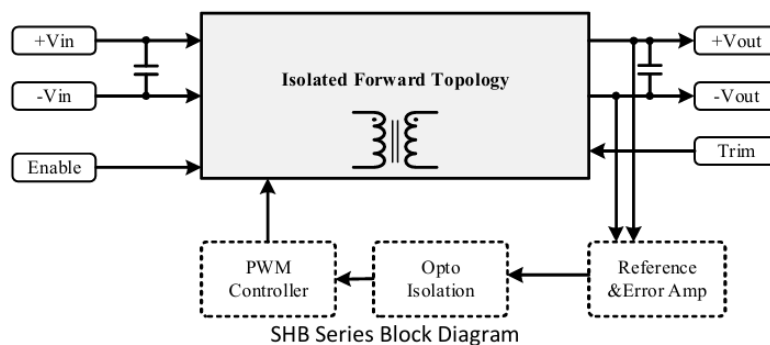 +Vin
Isolated Forward Topology
+Vout
-Vin
-Vout
Enable
Trim
PWM
Controller
Opto
Isolation
Reference
&Error Amp
SHB Series Block Diagram